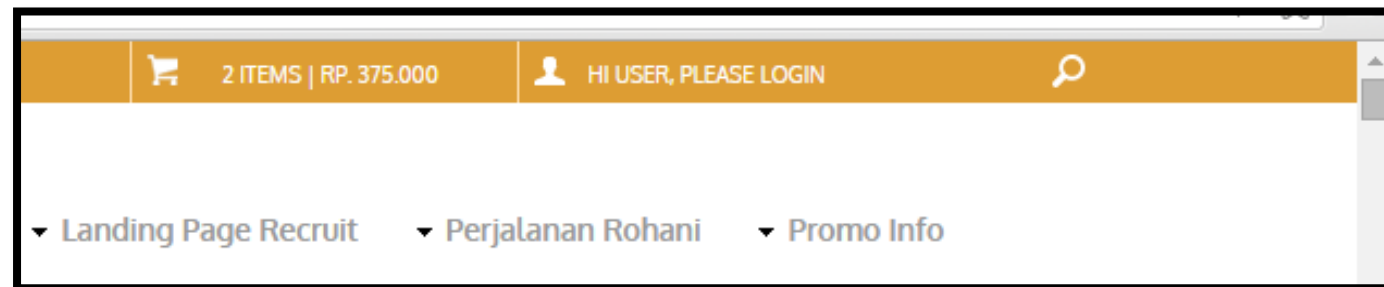 2 ITEMS | RP. 375.000 HI USER, PLEASE LOGIN
Landing Page Recruit Perjalanan Rohani Promo Info